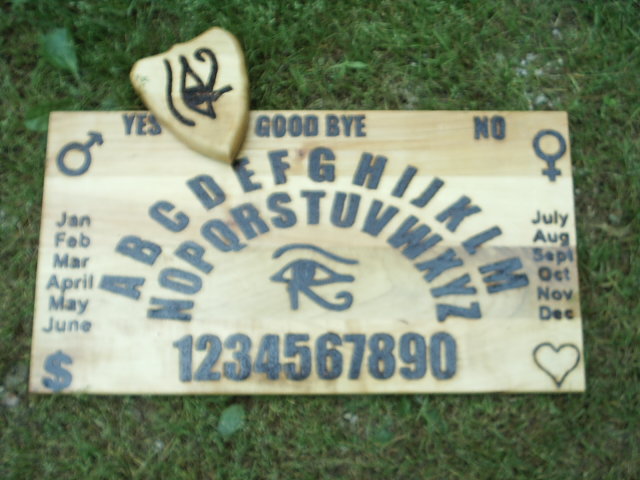 YES GOOD BYE NO
ABCDEFGHIJKLM
NOPQRSTUVWXYZ
Jan
Feb
Mar
April
May
June
July
Aug
Sept
Oct
Nov
Dec
1234567890
$